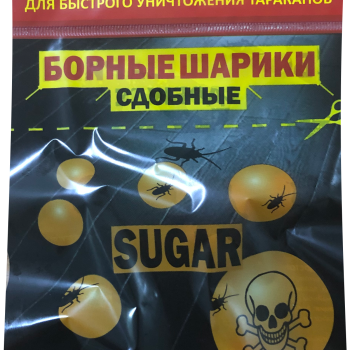 ДЛЯ БЫСТРОГО УНИЧТОЖЕНИЯ ТАРАКАНОВ
БОРНЫЕ ШАРИКИ
СДОБНЫЕ
SUGAR